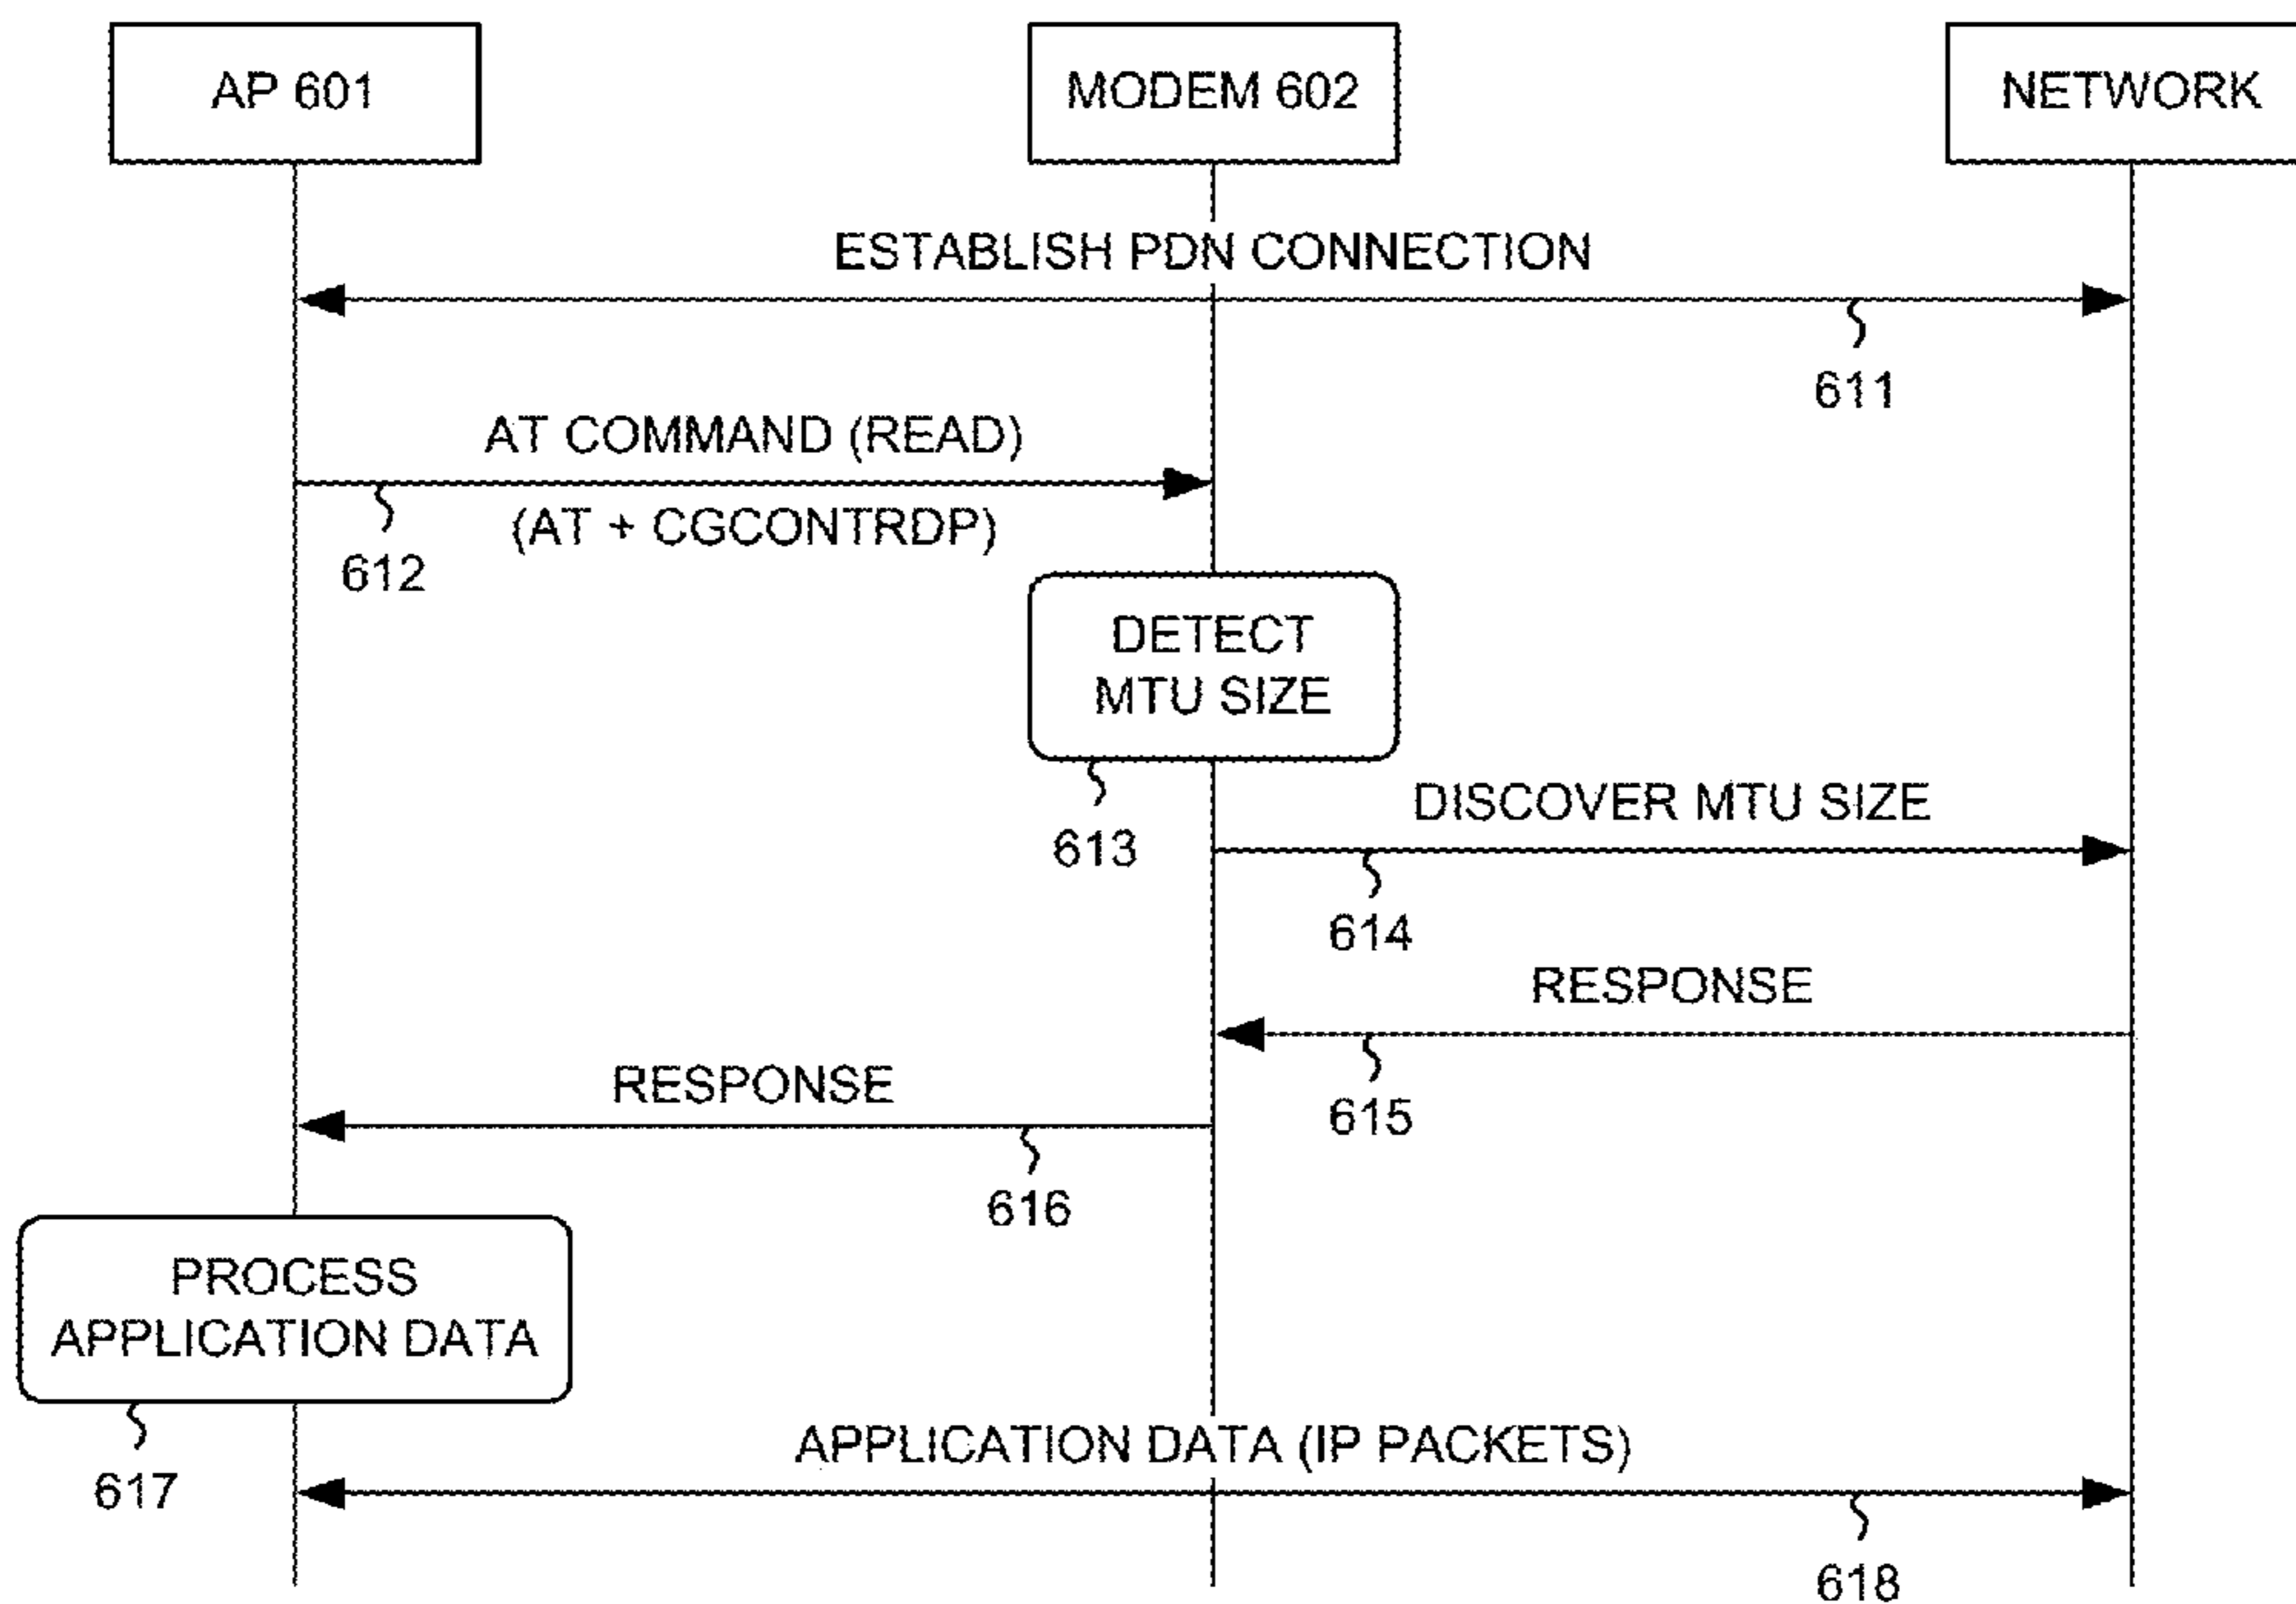 AP 601
MODEM 602
NETWORK
ESTABLISH PDN CONNECTION
611
AT COMMAND (READ)
(AT + CGCONTRDP)
612
DETECT
MTU SIZE
613
DISCOVER MTU SIZE
614
RESPONSE
615
RESPONSE
616
PROCESS
APPLICATION DATA
617
APPLICATION DATA (IP PACKETS)
618